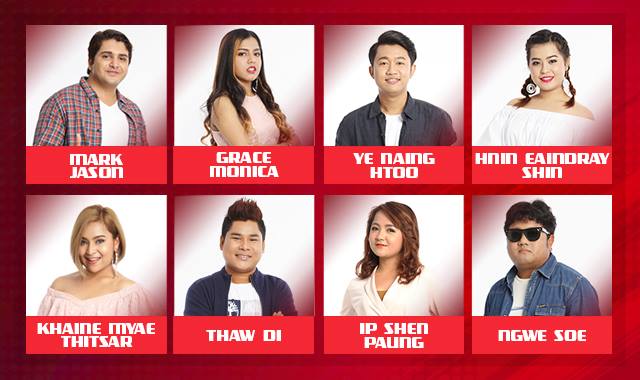 MARK
JASON
GRACE
MONICA
YE NAING
HTOO
HNIN EAINDRAY
SHIN
KHAINE MYAE
THITSAR
THAW DI
IP SHEN
PAUNG
NGWE SOE